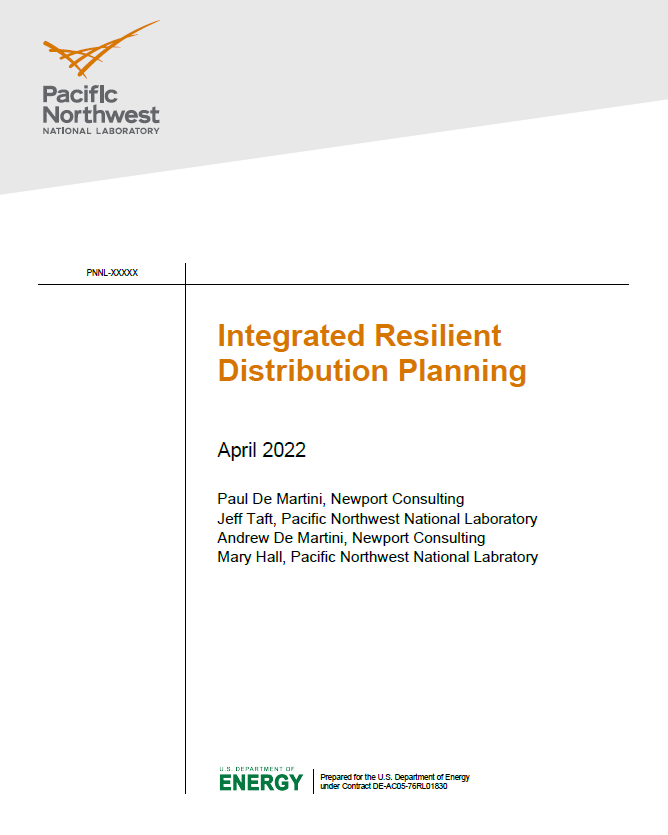 Pacific
Northwest
NATIONAL LABORATORY
PNNL-XXXXX
Integrated Resilient
Distribution Planning
April 2022
Paul De Martini, Newport Consulting
Jeff Taft, Pacific Northwest National Laboratory
Andrew De Martini, Newport Consulting
Mary Hall, Pacific Northwest National Labratory
U.S. DEPARTMENT OF
ENERGY
Prepared for the U.S. Department of Energy
under Contract DE-AC05-76RL01830